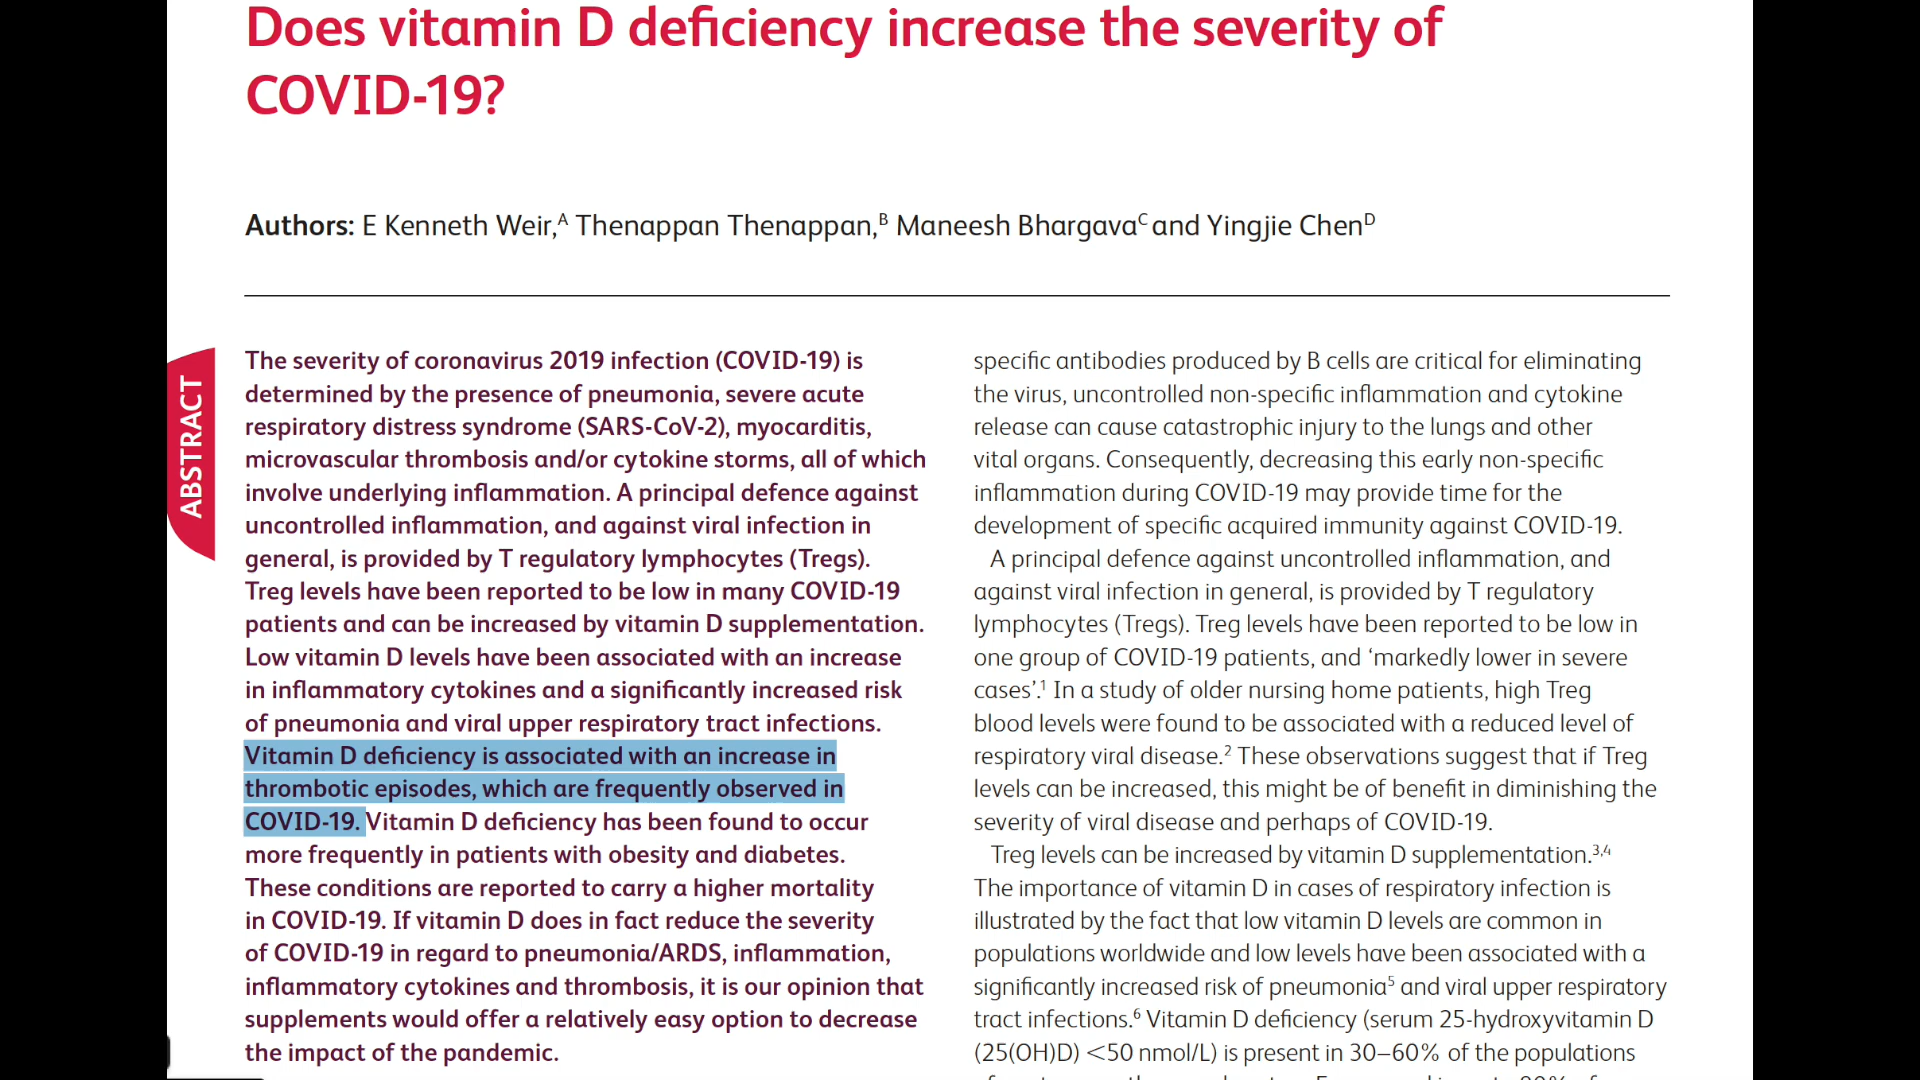 Does vitamin D deficiency increase the severity of
COVID-19?
Authors: E Kenneth Weir,A Thenappan Thenappan,B Maneesh BhargavaC and Yingjie ChenD
ABSTRACT
The severity of coronavirus 2019 infection (COVID-19) is
determined by the presence of pneumonia, severe acute
respiratory distress syndrome (SARS-CoV-2), myocarditis,
microvascular thrombosis and/or cytokine storms, all of which
involve underlying inflammation. A principal defence against
uncontrolled inflammation, and against viral infection in
general, is provided by T regulatory lymphocytes (Tregs).
Treg levels have been reported to be low in many COVID-19
patients and can be increased by vitamin D supplementation.
Low vitamin D levels have been associated with an increase
in inflammatory cytokines and a significantly increased risk
of pneumonia and viral upper respiratory tract infections.
Vitamin D deficiency is associated with an increase in
thrombotic episodes, which are frequently observed in
COVID-19. Vitamin D deficiency has been found to occur
more frequently in patients with obesity and diabetes.
These conditions are reported to carry a higher mortality
in COVID-19. If vitamin D does in fact reduce the severity
of COVID-19 in regard to pneumonia/ARDS, inflammation,
inflammatory cytokines and thrombosis, it is our opinion that
supplements would offer a relatively easy option to decrease
the impact of the pandemic.
specific antibodies produced by B cells are critical for eliminating
the virus, uncontrolled non-specific inflammation and cytokine
release can cause catastrophic injury to the lungs and other
vital organs. Consequently, decreasing this early non-specific
inflammation during COVID-19 may provide time for the
development of specific acquired immunity against COVID-19.
A principal defence against uncontrolled inflammation, and
against viral infection in general, is provided by T regulatory
lymphocytes (Tregs). Treg levels have been reported to be low in
one group of COVID-19 patients, and ‘markedly lower in severe
cases’.1 In a study of older nursing home patients, high Treg
blood levels were found to be associated with a reduced level of
respiratory viral disease.2 These observations suggest that if Treg
levels can be increased, this might be of benefit in diminishing the
severity of viral disease and perhaps of COVID-19.
Treg levels can be increased by vitamin D supplementation.3,4
The importance of vitamin D in cases of respiratory infection is
illustrated by the fact that low vitamin D levels are common in
populations worldwide and low levels have been associated with a
significantly increased risk of pneumonia5 and viral upper respiratory
tract infections.6 Vitamin D deficiency (serum 25-hydroxyvitamin D
(25(OH)D) <50 nmol/L) is present in 30–60% of the populations